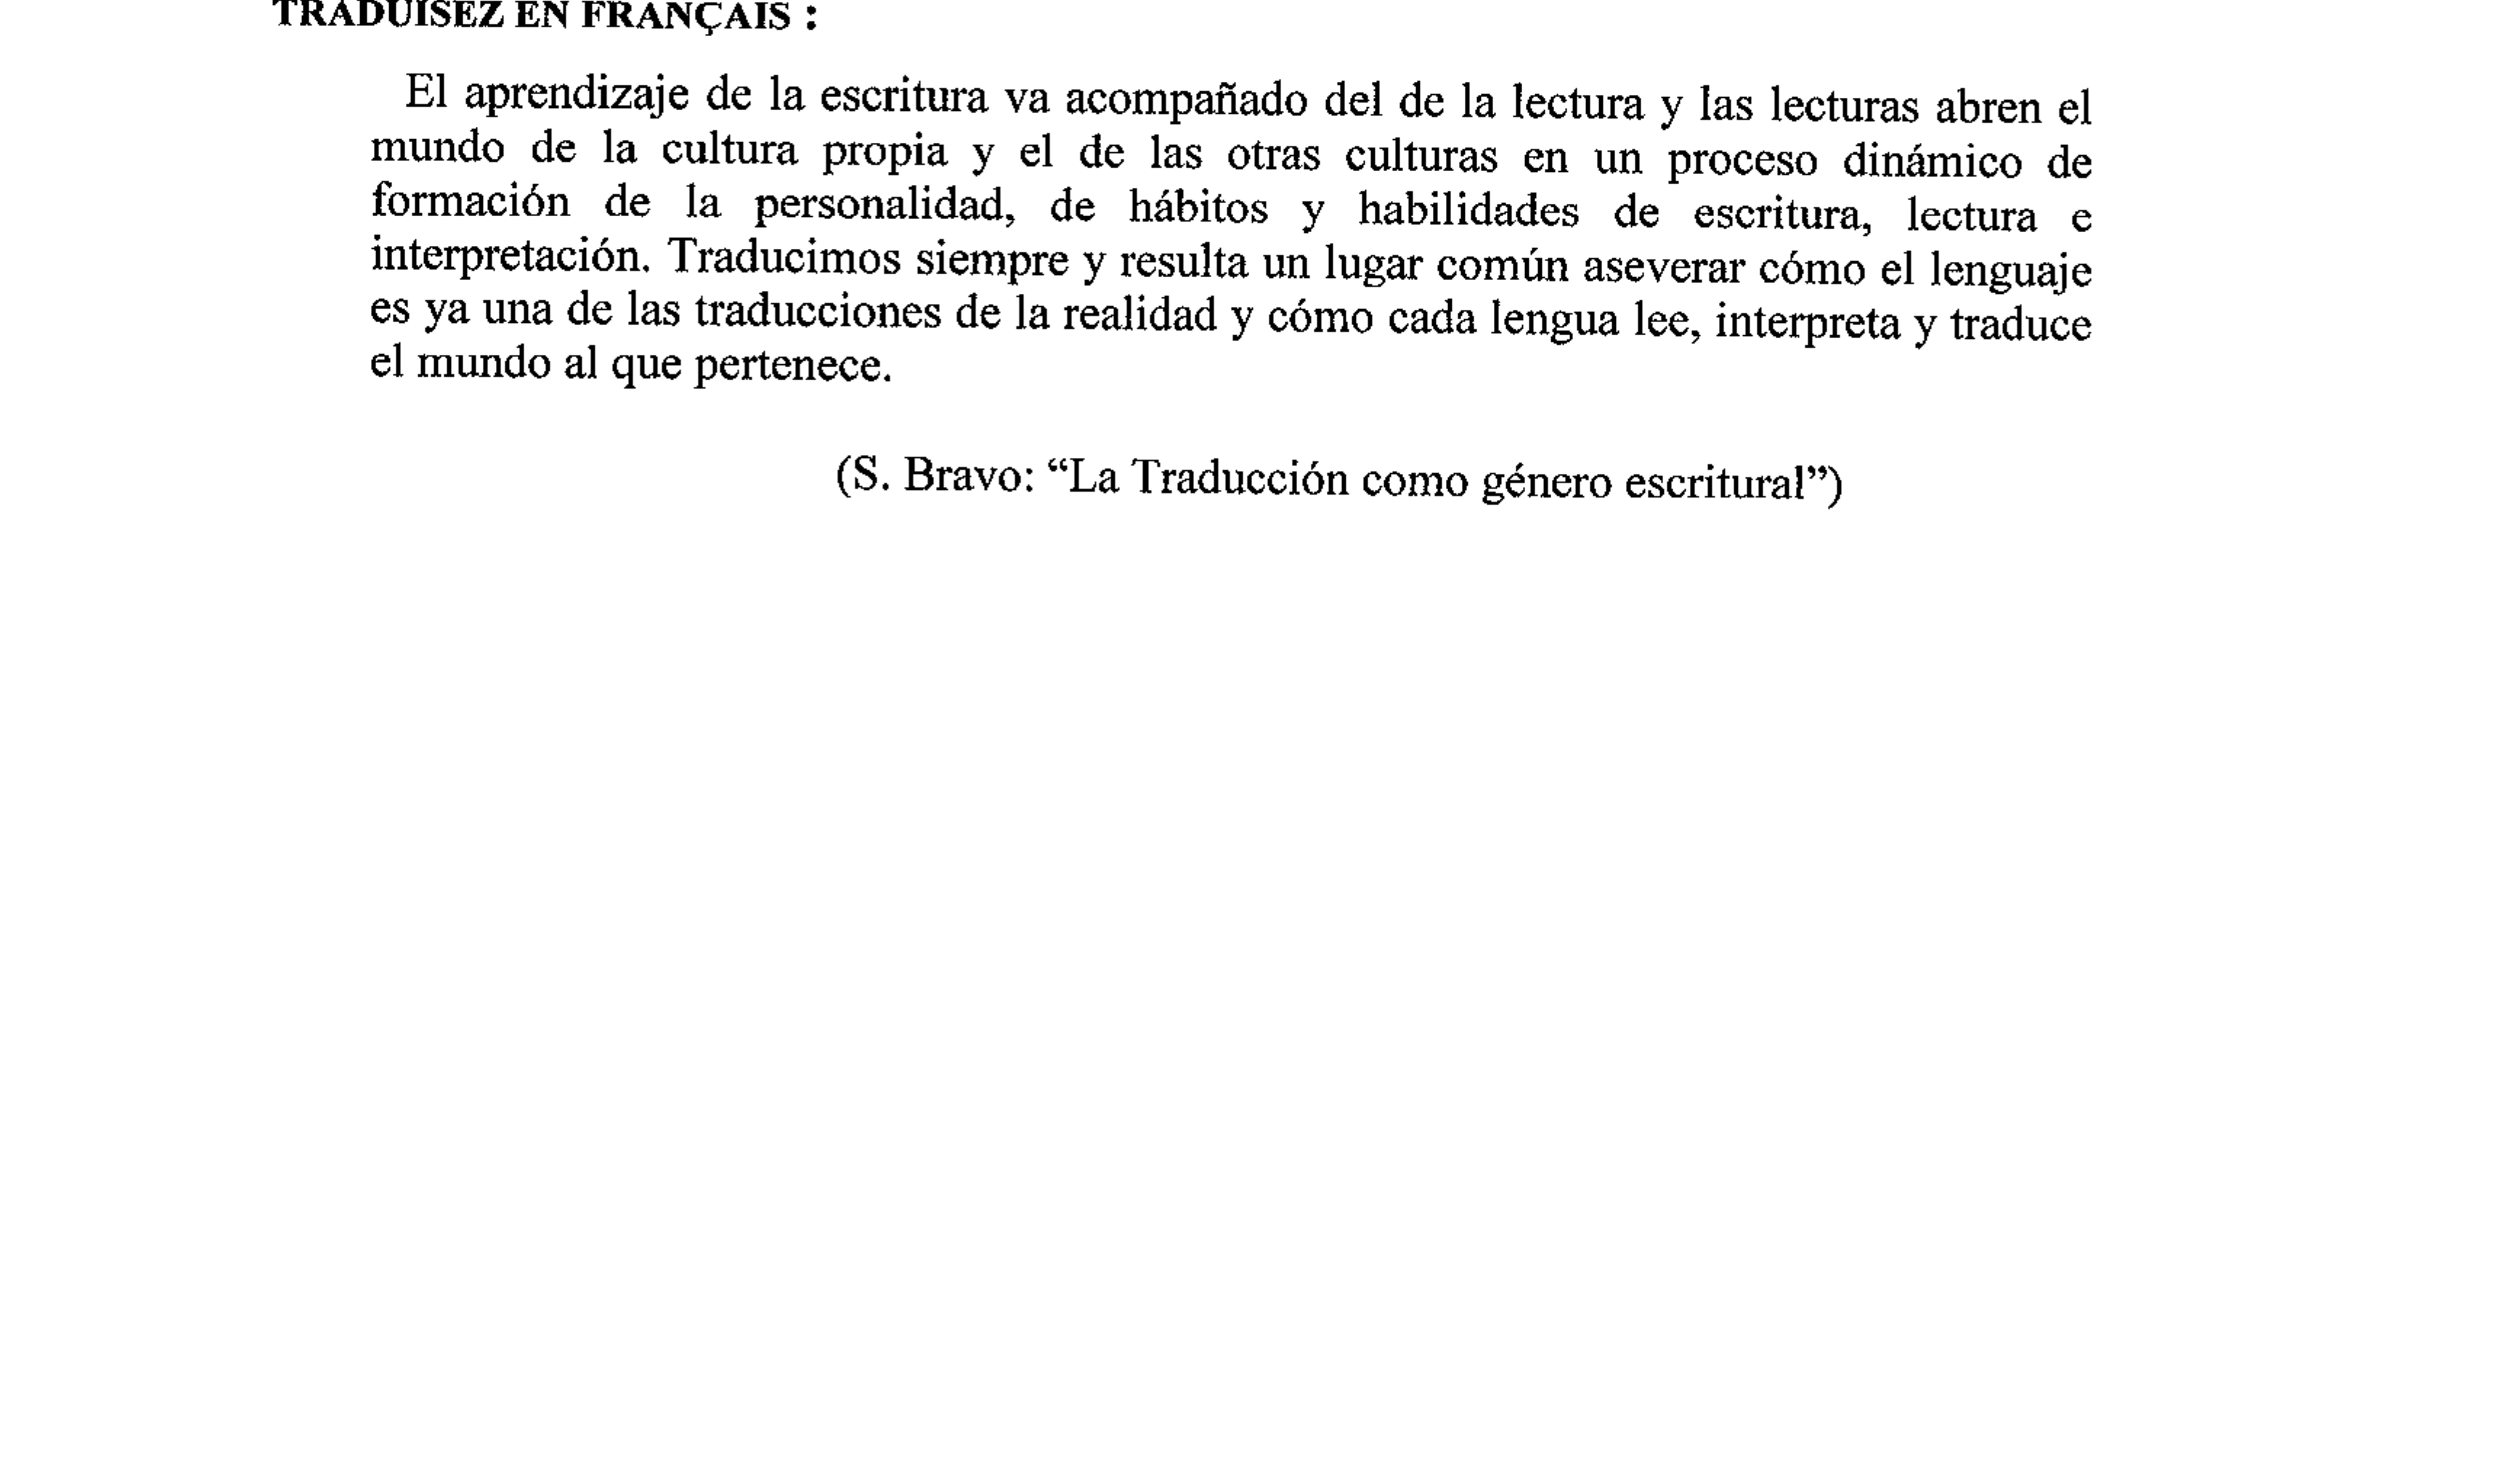 TRADUISEZ EN FRANÇAIS :
El aprendizaje de la escritura va acompañado del de la lectura y las lecturas abren el
mundo de la cultura propia y el de las otras culturas en un proceso dinámico de
formación de la personalidad, de hábitos y habilidades de escritura, lectura e
interpretación. Traducimos siempre y resulta un lugar común aseverar cómo el lenguaje
es ya una de las traducciones de la realidad y cómo cada lengua lee, interpreta y traduce
el mundo al que pertenece.
(S. Bravo: “La Traducción como género escritural”)